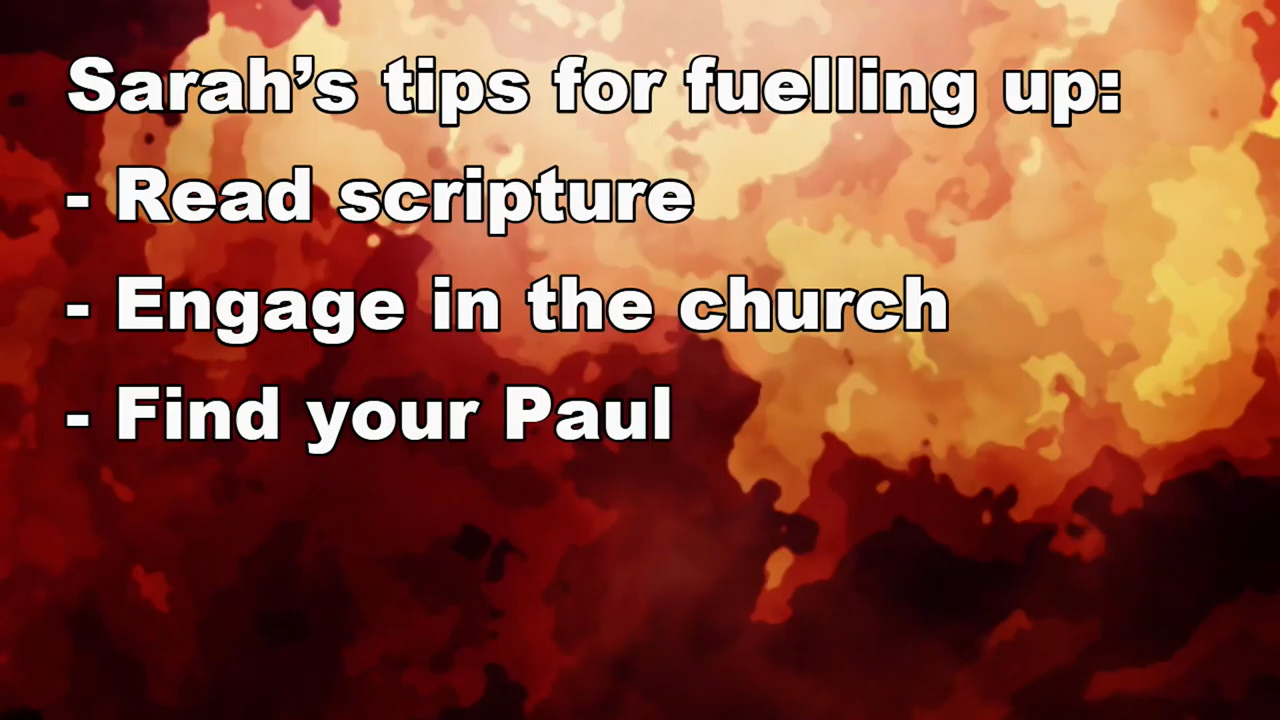 Sarah’s tips for fuelling up:
- Read scripture
- Engage in the church
- Find your Paul